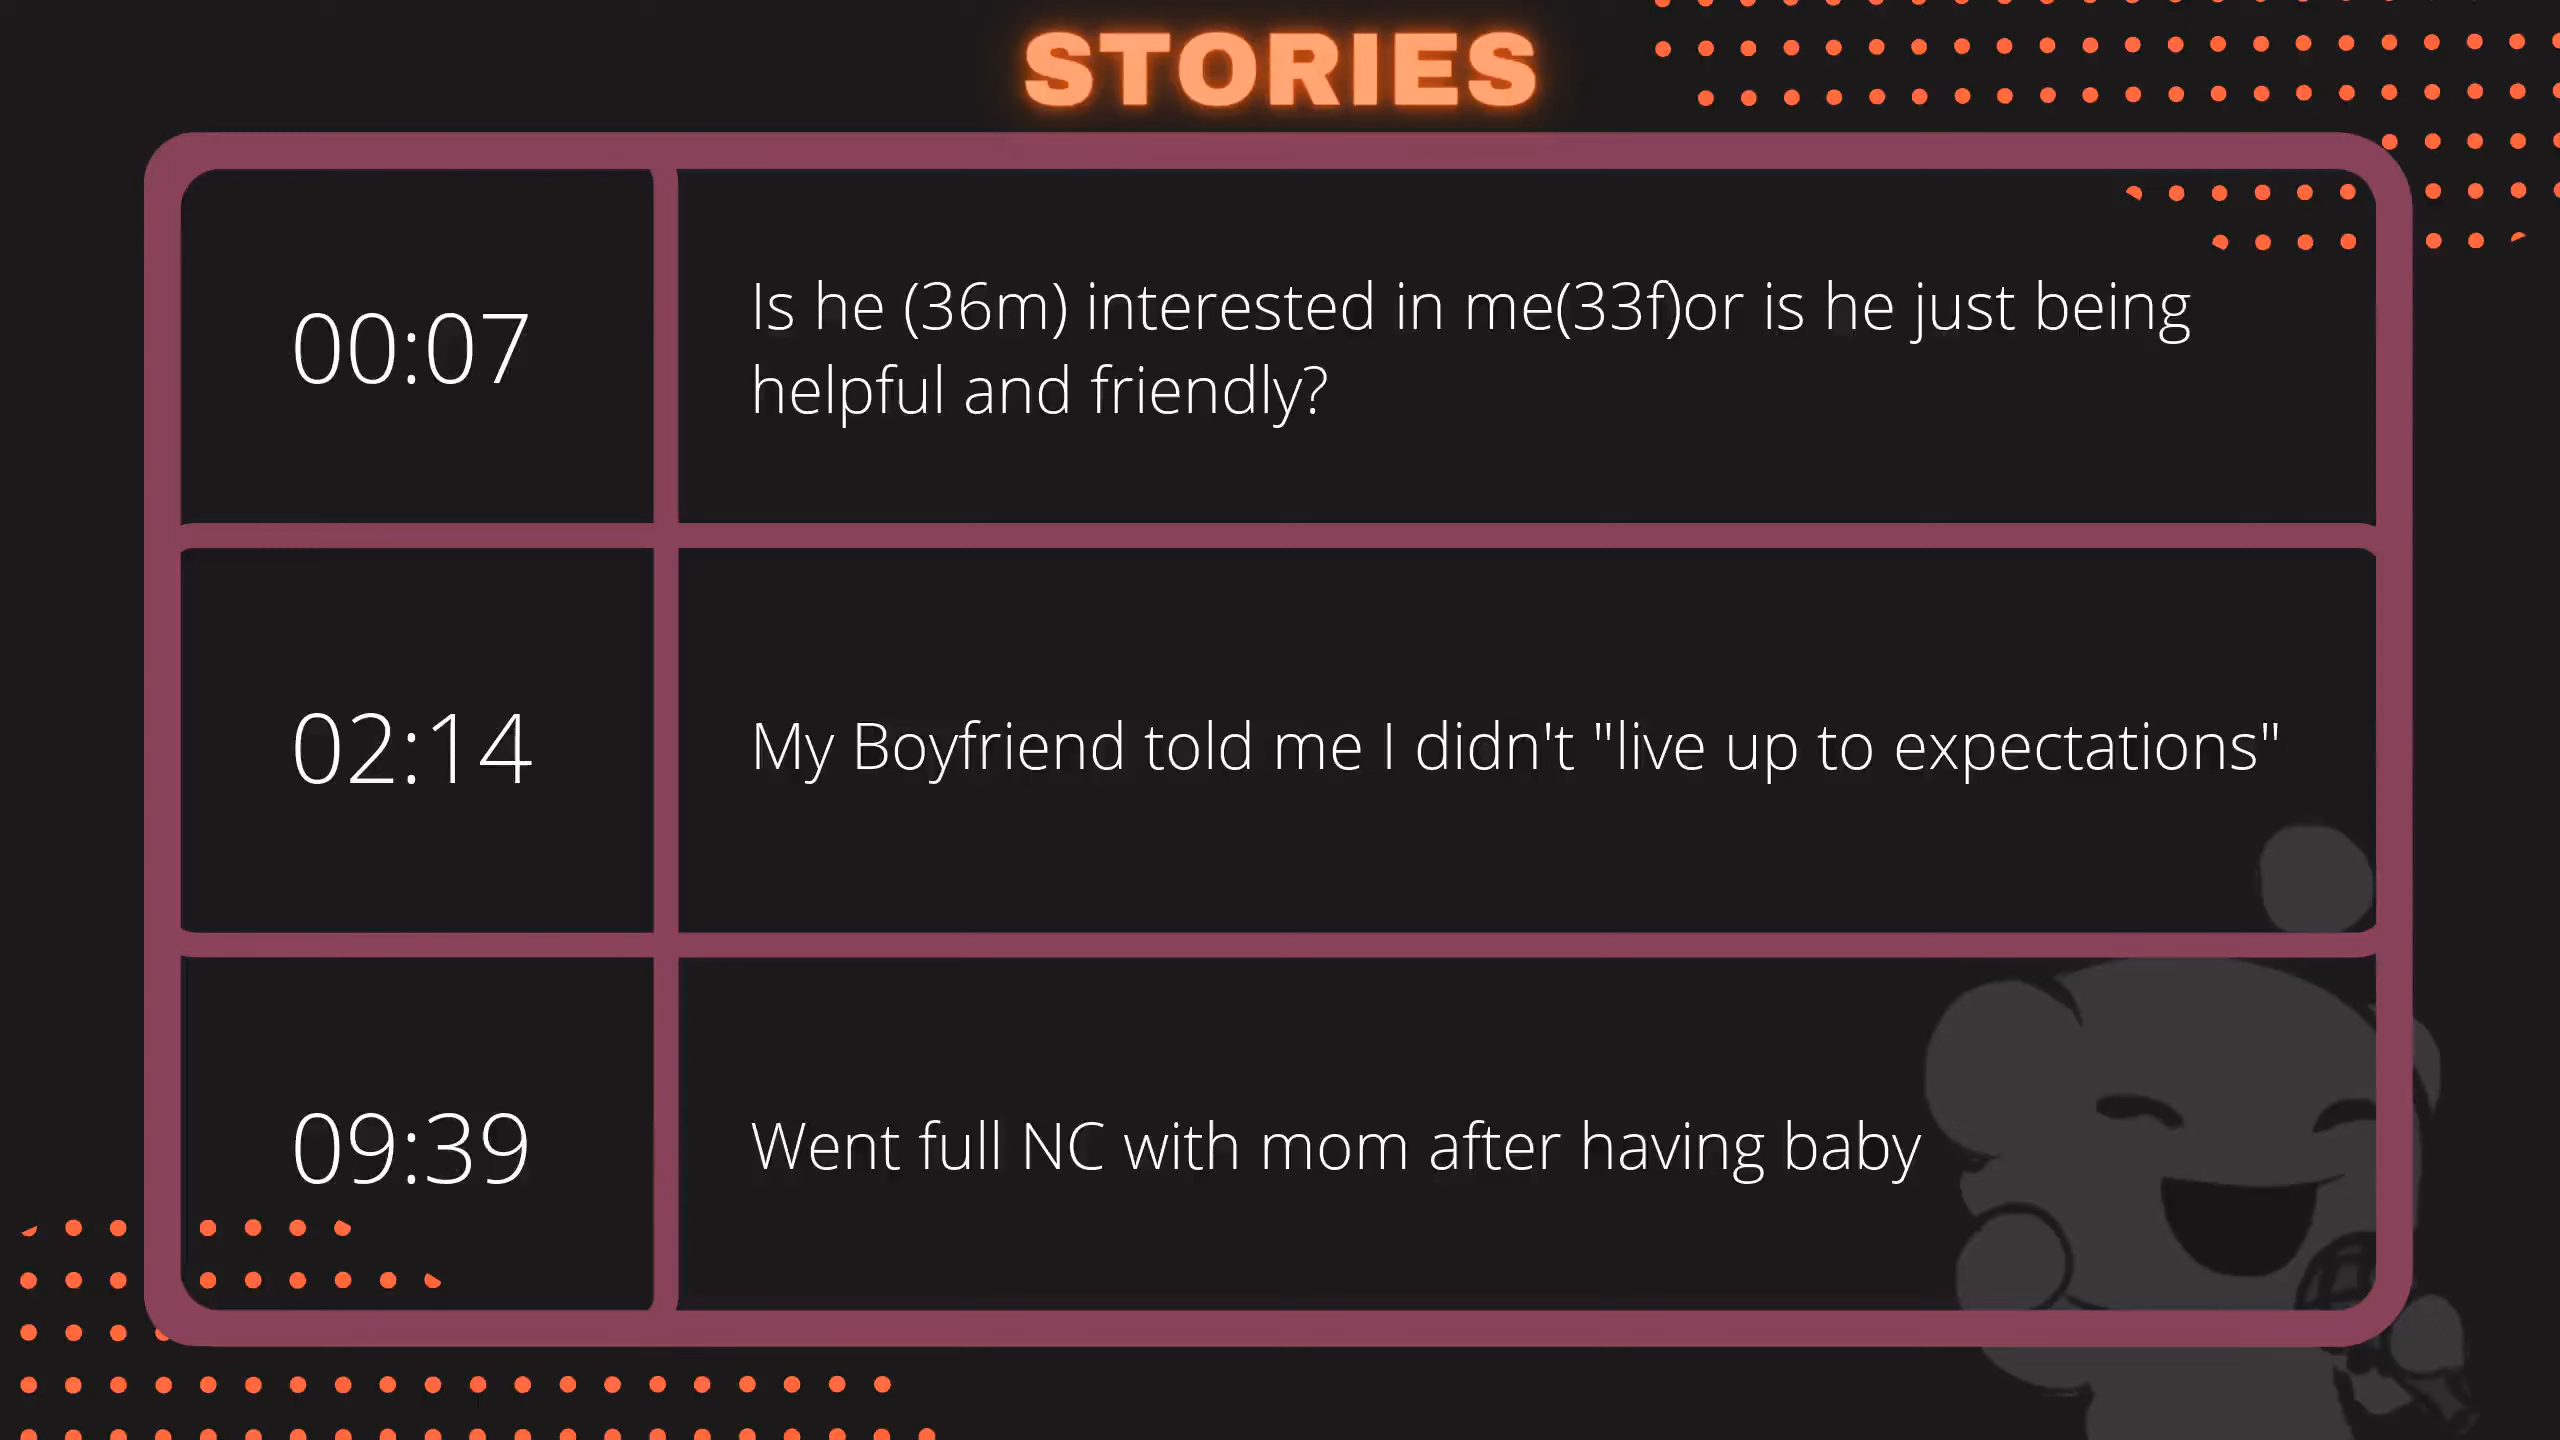 STORIES
00:07
Is he (36m) interested in me(33f)or is he just being
helpful and friendly?
02:14
My Boyfriend told me I didn't "live up to expectations"
09:39
Went full NC with mom after having baby